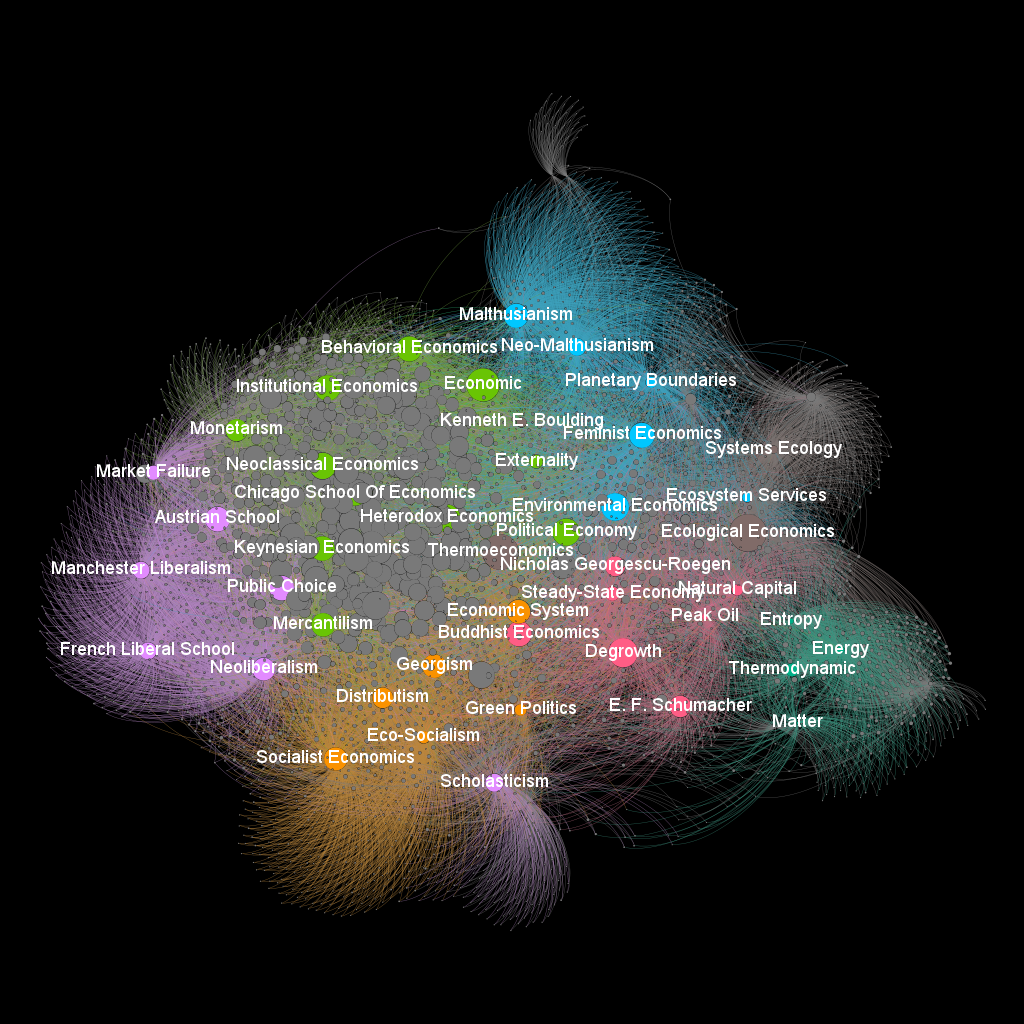 Malthusianism
Behavioral Economics
Neo-Malthusianism
Institutional Economics
Economic
Planetary Boundaries
Monetarism
Kenneth E. Boulding
Feminist Economics
Systems Ecology
Market Failure
Neoclassical Economics
Externality
Chicago School Of Economics
Environmental Economics
Ecosystem Services
Austrian School
Heterodox Economics
Political Economy
Ecological Economics
Keynesian Economics
Thermoeconomics
Manchester Liberalism
Nicholas Georgescu-Roegen
Public Choice
Steady-State Economy
Natural Capital
Mercantilism
Economic System
Peak Oil
Entropy
Buddhist Economics
French Liberal School
Degrowth
Energy
Neoliberalism
Georgism
Thermodynamic
Distributism
Green Politics
E. F. Schumacher
Matter
Eco-Socialism
Socialist Economics
Scholasticism